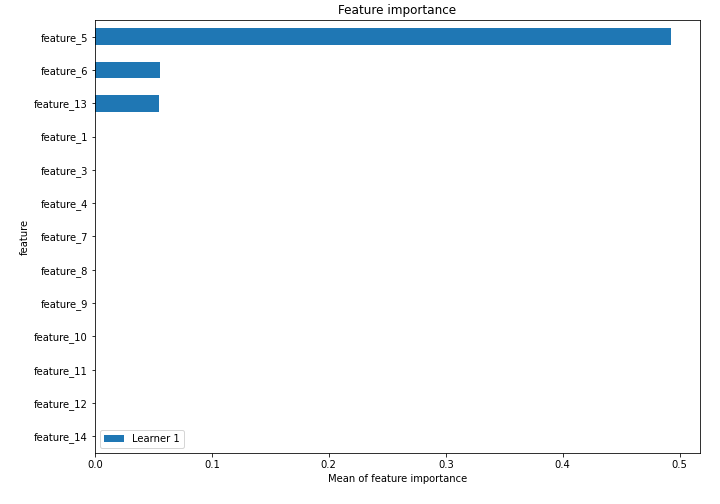 Feature importance
feature_5
feature_6
feature_13
feature_1
feature_3
feature_4
feature_7
feature_8
feature_9
feature_10
feature_11
feature_12
feature_14
feature
Learner 1
0.0 0.1 0.2 0.3 0.4 0.5
Mean of feature importance